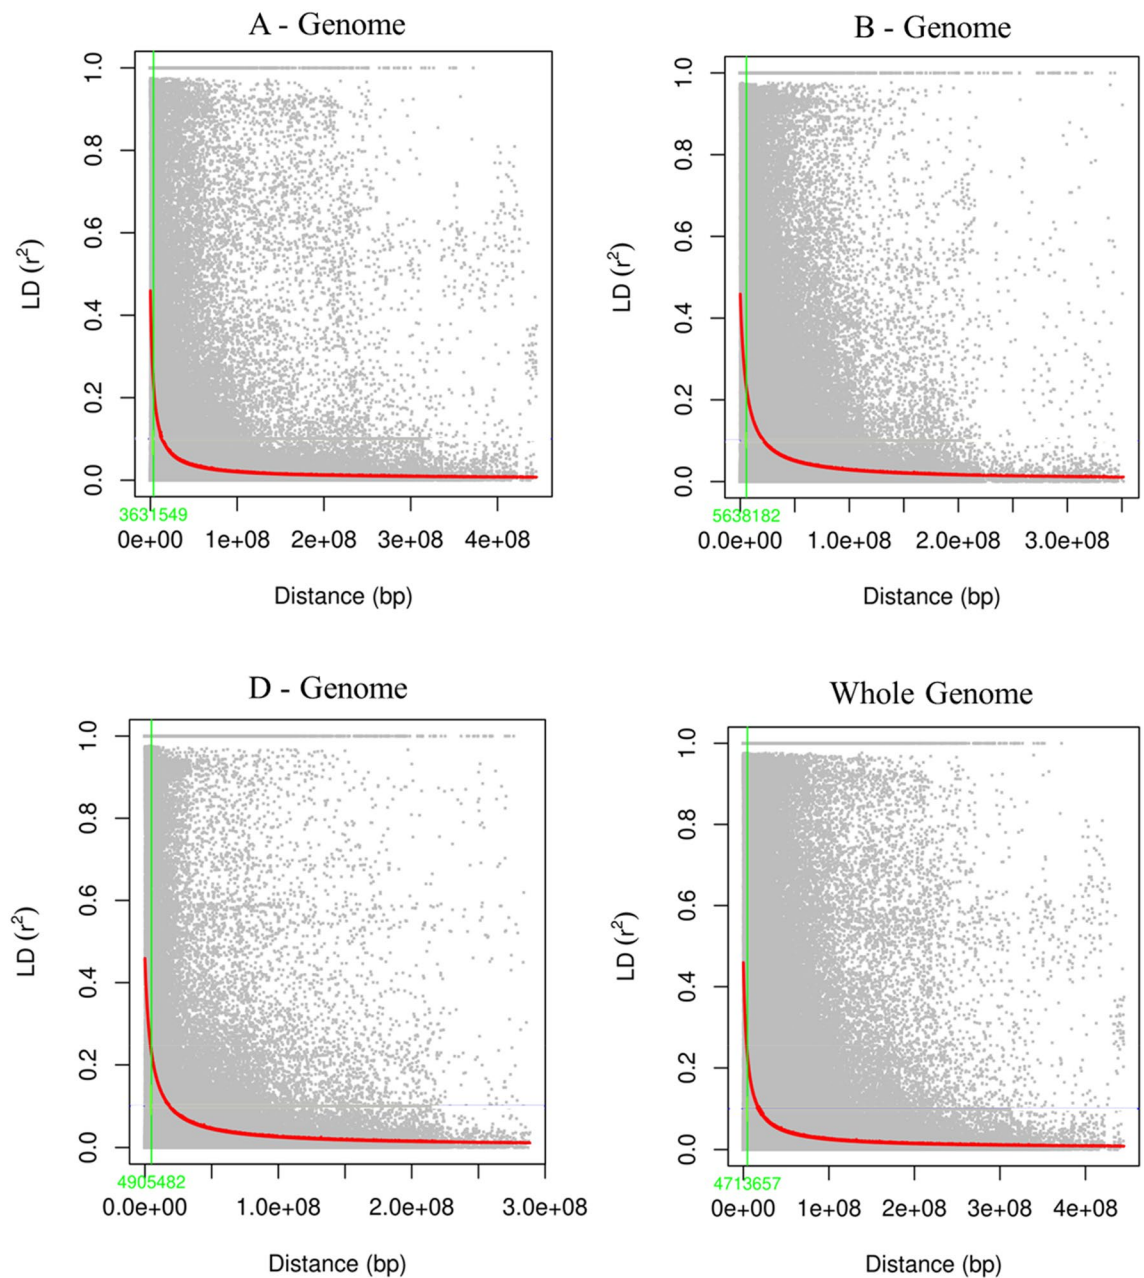 A - Genome
LD (r²)
1.0
0.8
0.6
0.4
0.2
0.0
3631549
0e+00 1e+08 2e+08 3e+08 4e+08
Distance (bp)
B - Genome
LD (r²)
1.0
0.8
0.6
0.4
0.2
0.0
5638182
0.0e+00 1.0e+08 2.0e+08 3.0e+08
Distance (bp)
D - Genome
LD (r²)
1.0
0.8
0.6
0.4
0.2
0.0
4905482
0.0e+00 1.0e+08 2.0e+08 3.0e+08
Distance (bp)
Whole Genome
LD (r²)
1.0
0.8
0.6
0.4
0.2
0.0
4713657
0e+00 1e+08 2e+08 3e+08 4e+08
Distance (bp)